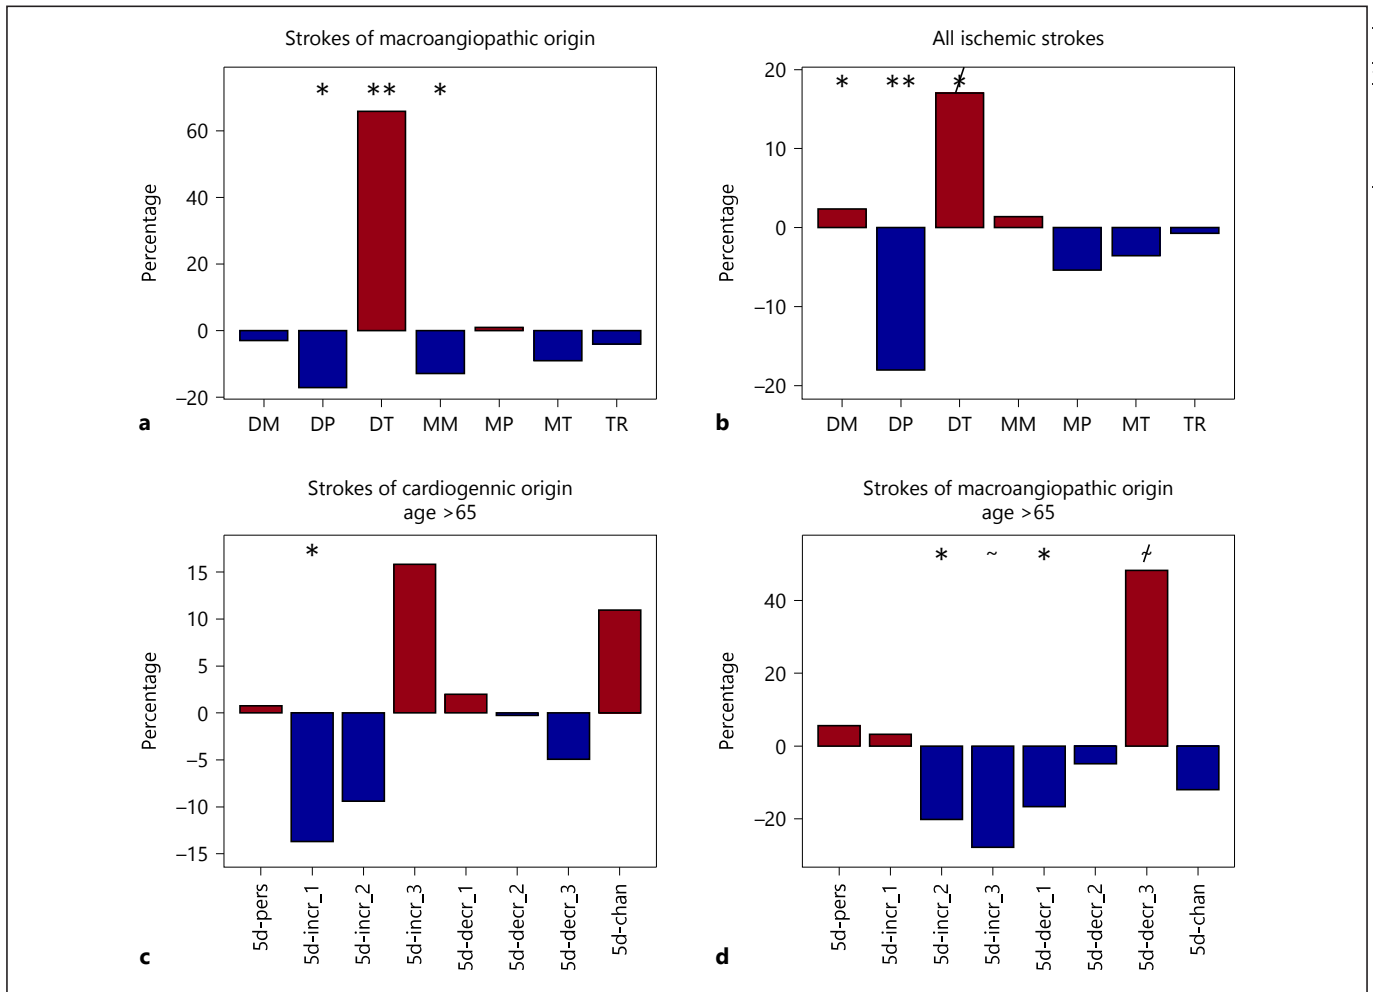 Strokes of macroangiopathic origin
* ** *
Percentage
60
40
20
0
–20
DM DP DT MM MP MT TR
a
All ischemic strokes
* ** *
Percentage
20
10
0
–10
–20
DM DP DT MM MP MT TR
b
Strokes of cardiogennic origin
age >65
*
Percentage
15
10
5
0
–5
–10
–15
5d-pers
5d-incr_1
5d-incr_2
5d-incr_3
5d-decr_1
5d-decr_2
5d-decr_3
5d-chan
c
Strokes of macroangiopathic origin
age >65
* ~ * ~
Percentage
40
20
0
–20
5d-pers
5d-incr_1
5d-incr_2
5d-incr_3
5d-decr_1
5d-decr_2
5d-decr_3
5d-chan
d